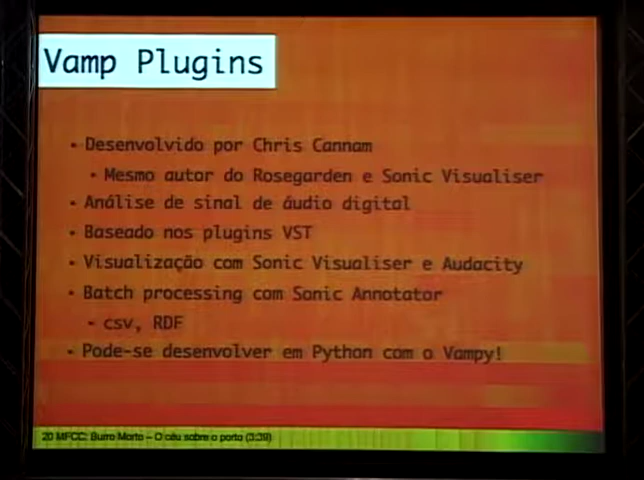 Vamp Plugins
• Desenvolvido por Chris Cannam
• Mesmo autor do Rosegarden e Sonic Visualiser
• Análise de sinal de áudio digital
• Baseado nos plugins VST
• Visualização com Sonic Visualiser e Audacity
• Batch processing com Sonic Annotator
- csv, RDF
• Pode-se desenvolver em Python com o Vampy!
20 MFCC: Burro Morto – O céu sobre o porto (3:39)